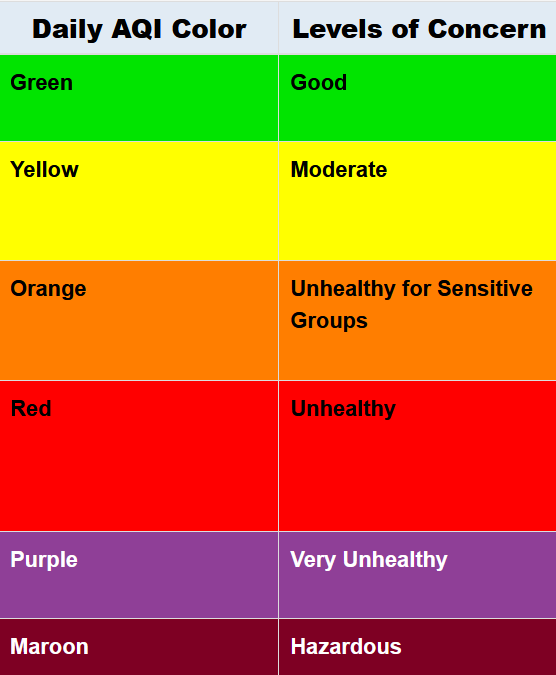 Daily AQI Color Levels of Concern
Green Good
Yellow Moderate
Orange Unhealthy for Sensitive
Groups
Red Unhealthy
Purple Very Unhealthy
Maroon Hazardous